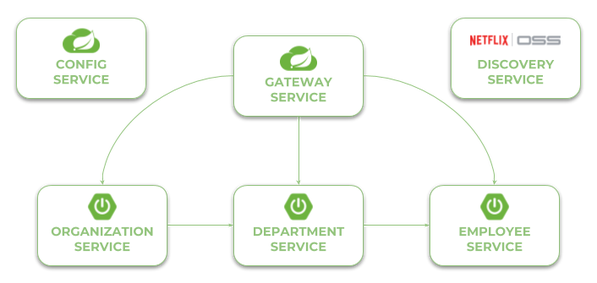 CONFIG
SERVICE
GATEWAY
SERVICE
NETFLIX | OSS
DISCOVERY
SERVICE
ORGANIZATION
SERVICE
DEPARTMENT
SERVICE
EMPLOYEE
SERVICE